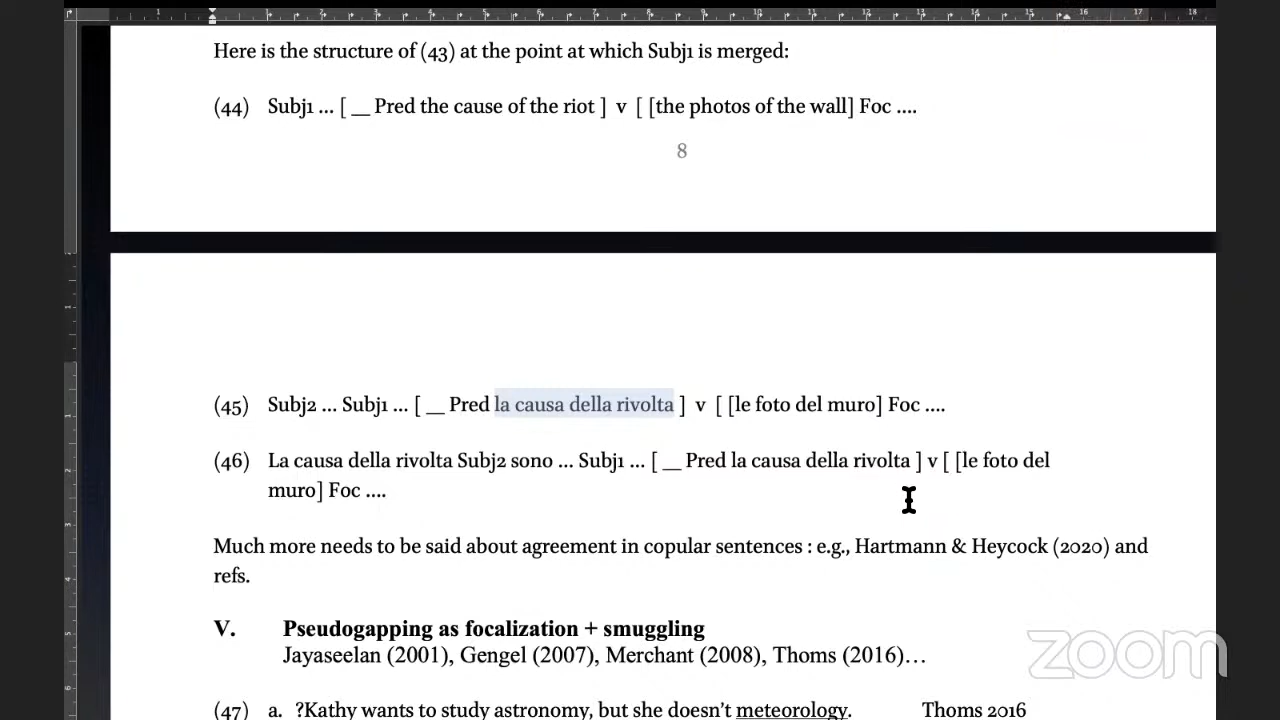 Here is the structure of (43) at the point at which Subj1 is merged:
(44) Subj1 ... [ __ Pred the cause of the riot ] v [ [the photos of the wall] Foc ....
8
(45) Subj2 ... Subj1 ... [ __ Pred la causa della rivolta ] v [ [le foto del muro] Foc ....
(46) La causa della rivolta Subj2 sono ... Subj1 ... [ __ Pred la causa della rivolta ] v [ [le foto del
muro] Foc ....
Much more needs to be said about agreement in copular sentences : e.g., Hartmann & Heycock (2020) and
refs.
V. Pseudogapping as focalization + smuggling
Jayaseelan (2001), Gengel (2007), Merchant (2008), Thoms (2016)…
(47) a. ?Kathy wants to study astronomy, but she doesn't meteorology. Thoms 2016
zoom